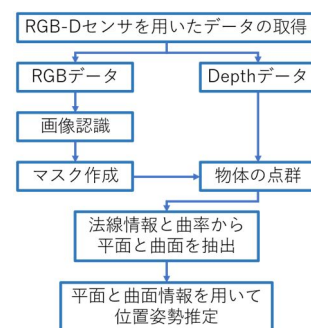 RGB-Dセンサを用いたデータの取得
RGBデータ
Depthデータ
画像認識
マスク作成
物体の点群
法線情報と曲率から
平面と曲面を抽出
平面と曲面情報を用いて
位置姿勢推定